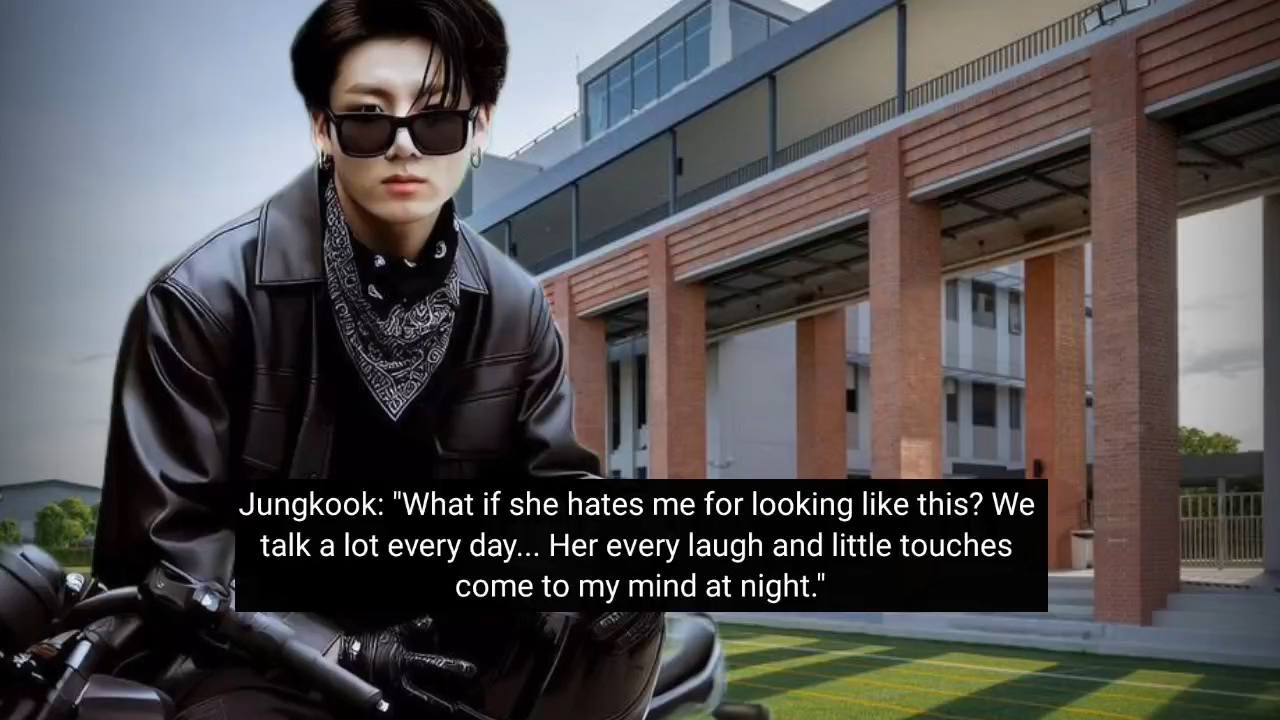 Jungkook: "What if she hates me for looking like this? We
talk a lot every day... Her every laugh and little touches
come to my mind at night."